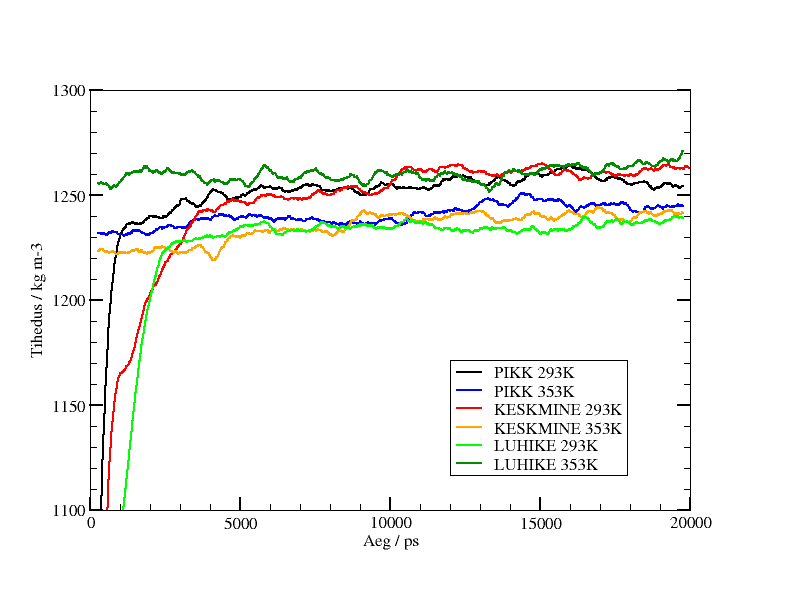 1300
1250
1200
1150
1100
Tihedus / kg m-3
PIKK 293K
PIKK 353K
KESKMINE 293K
KESKMINE 353K
LUHIKE 293K
LUHIKE 353K
0 5000 10000 15000 20000
Aeg / ps